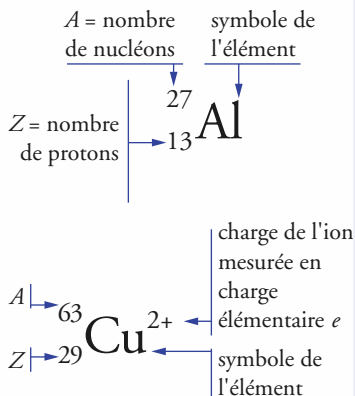 A = nombre
de nucléons
symbole de
l'élément
27
13 Al
Z = nombre
de protons
charge de l'ion
mesurée en
charge
élémentaire e
A
63
Cu 2+
Z
29
symbole de
l'élément